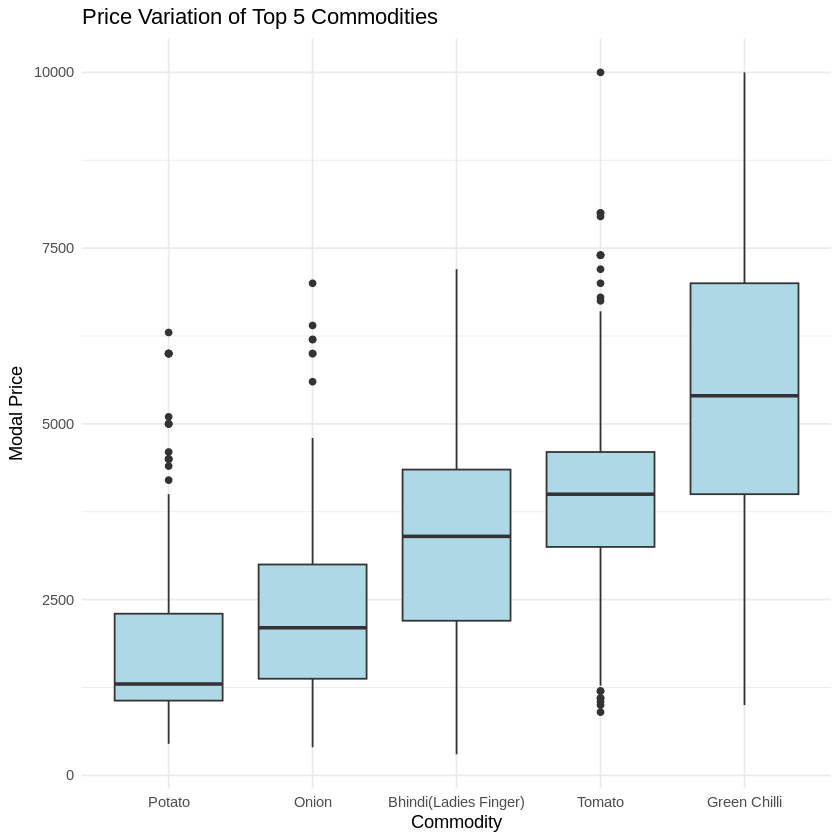 Price Variation of Top 5 Commodities
10000
7500
5000
2500
0
Modal Price
Potato Onion Bhindi(Ladies Finger) Tomato Green Chilli
Commodity